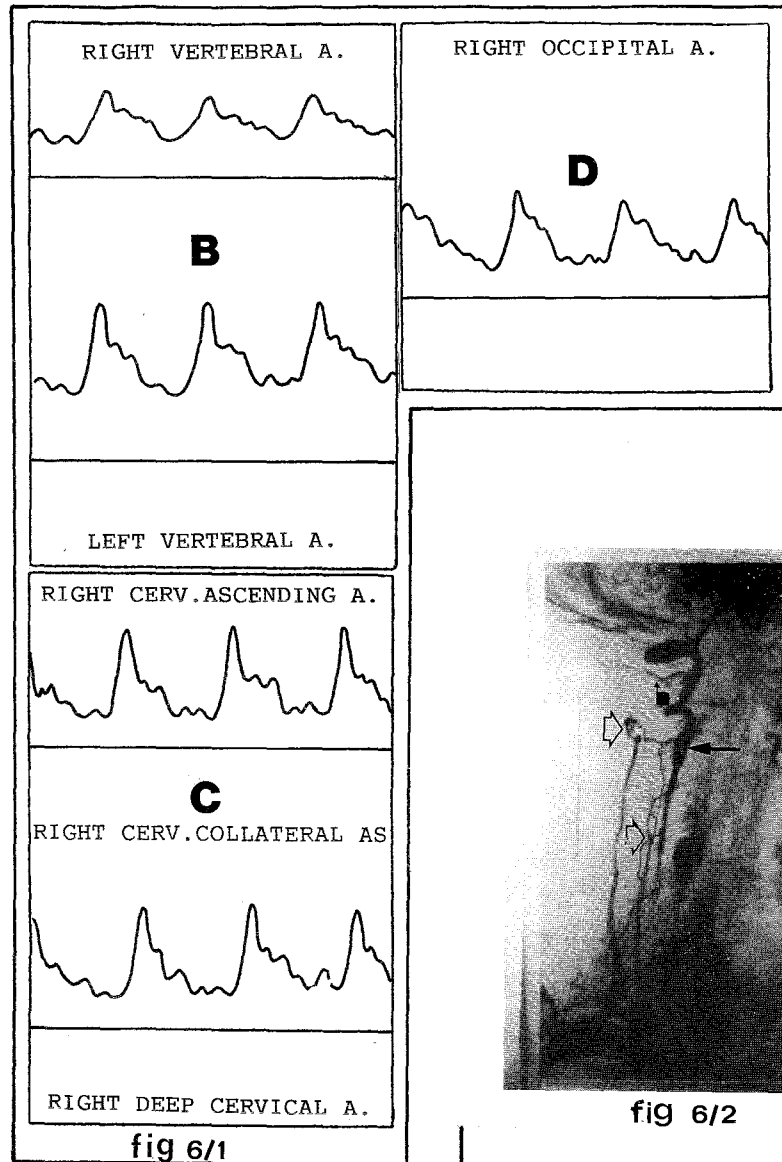 RIGHT VERTEBRAL A.
B
LEFT VERTEBRAL A.
RIGHT CERV.ASCENDING A.
C
RIGHT CERV.COLLATERAL AS
RIGHT DEEP CERVICAL A.
fig 6/1
RIGHT OCCIPITAL A.
D
fig 6/2